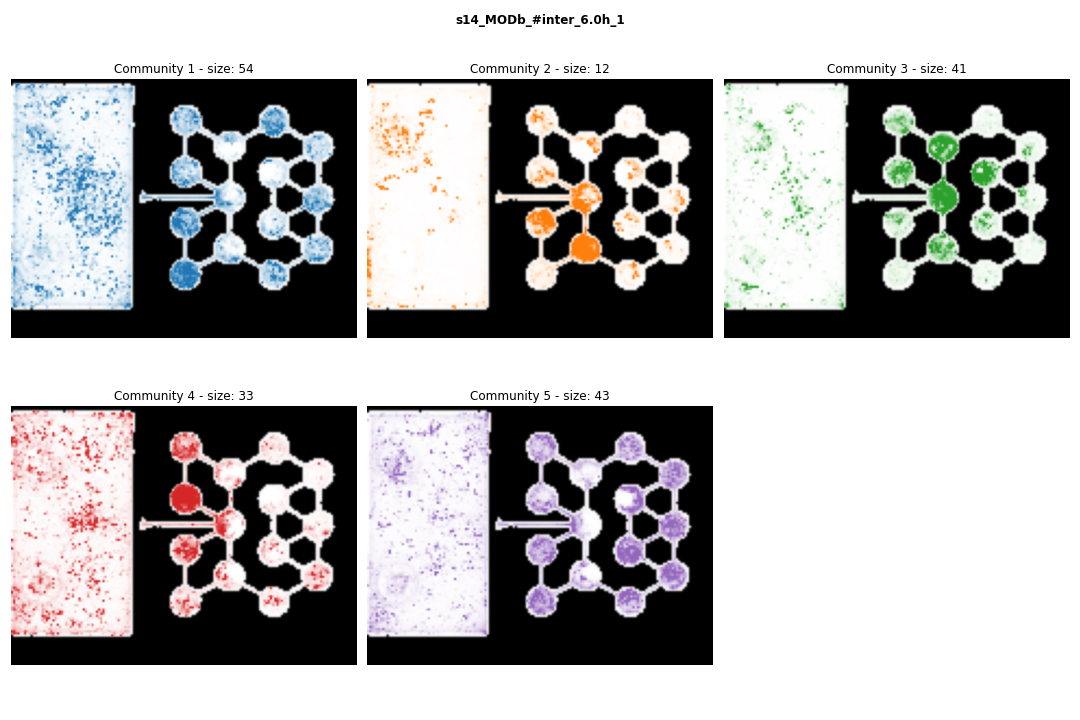 s14_MODb_#inter_6.0h_1
Community 1 - size: 54
Community 2 - size: 12
Community 3 - size: 41
Community 4 - size: 33
Community 5 - size: 43